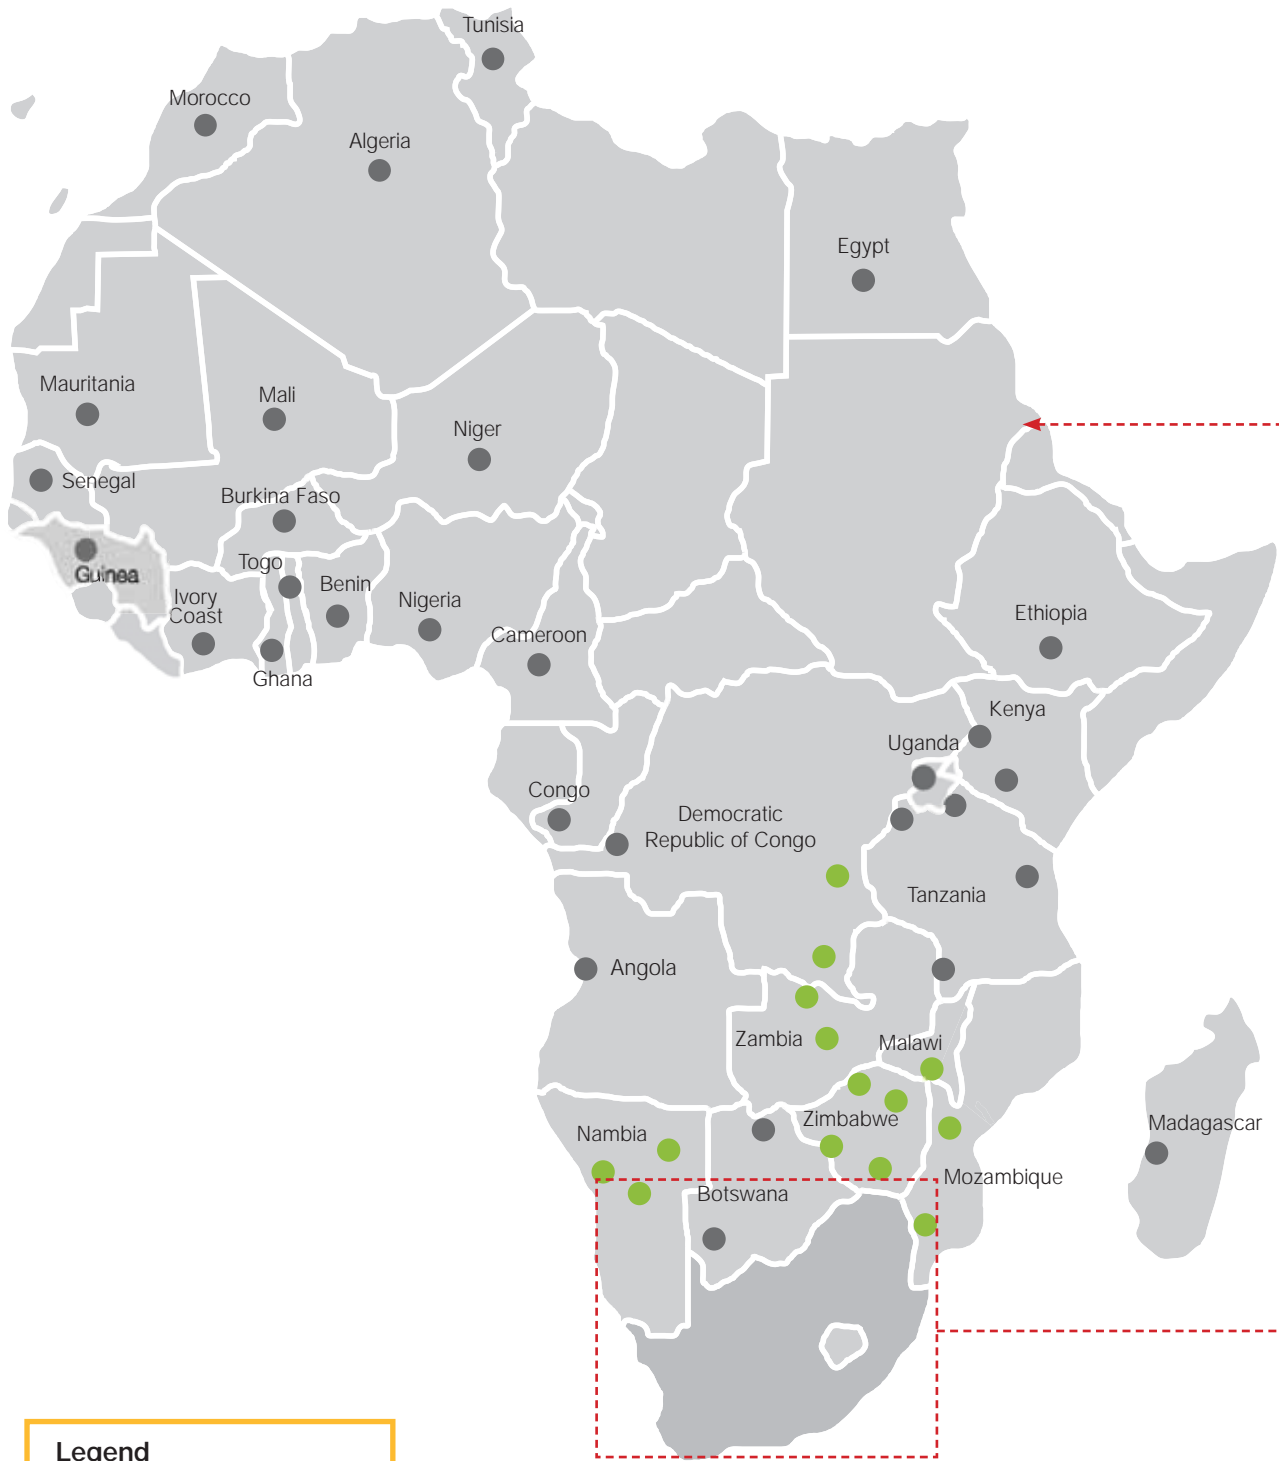 Tunisia
Morocco
Algeria
Egypt
Mauritania
Mali
Niger
Senegal
Burkina Faso
Togo
Guinea
Benin
Ivory
Coast
Nigeria
Ethiopia
Cameroon
Ghana
Kenya
Uganda
Congo
Democratic
Republic of Congo
Tanzania
Angola
Zambia
Malawi
Zimbabwe
Madagascar
Nambia
Mozambique
Botswana
Legend